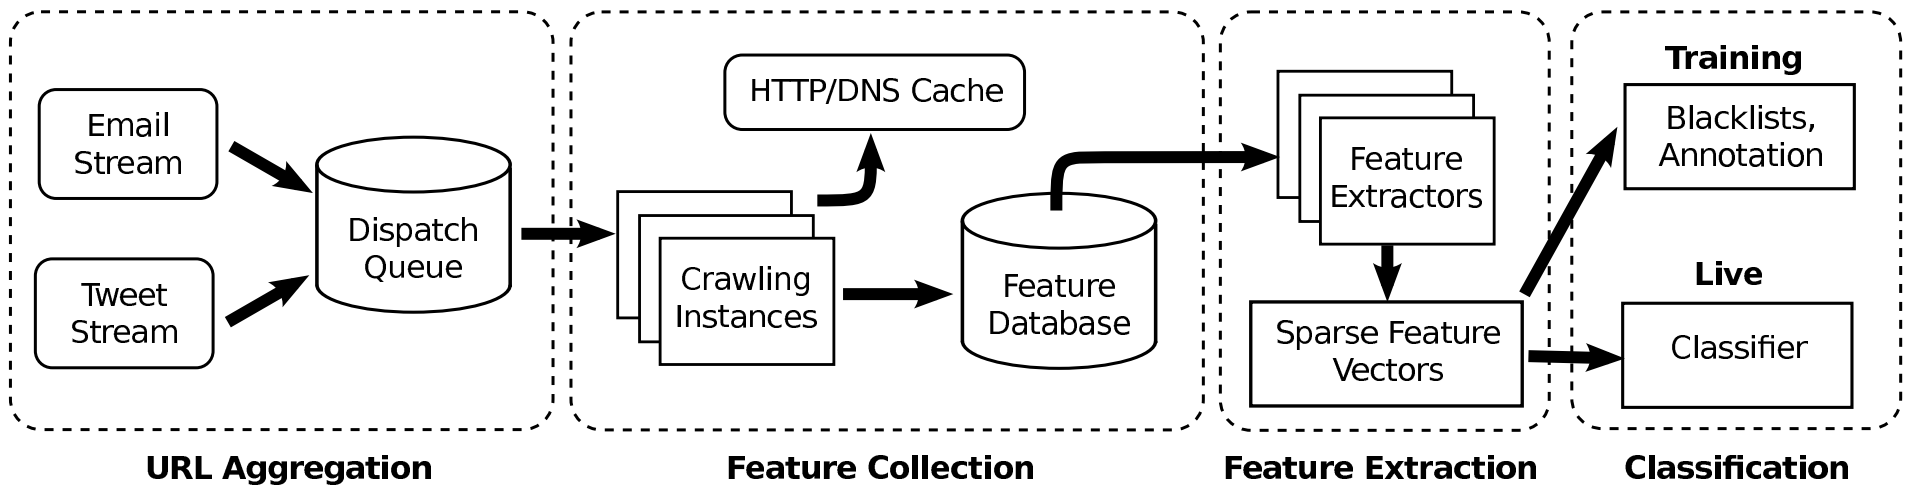 Email
Stream
Tweet
Stream
Dispatch
Queue
URL Aggregation
HTTP/DNS Cache
Crawling
Instances
Feature
Database
Feature Collection
Feature
Extractors
Sparse Feature
Vectors
Feature Extraction
Training
Blacklists,
Annotation
Live
Classifier
Classification